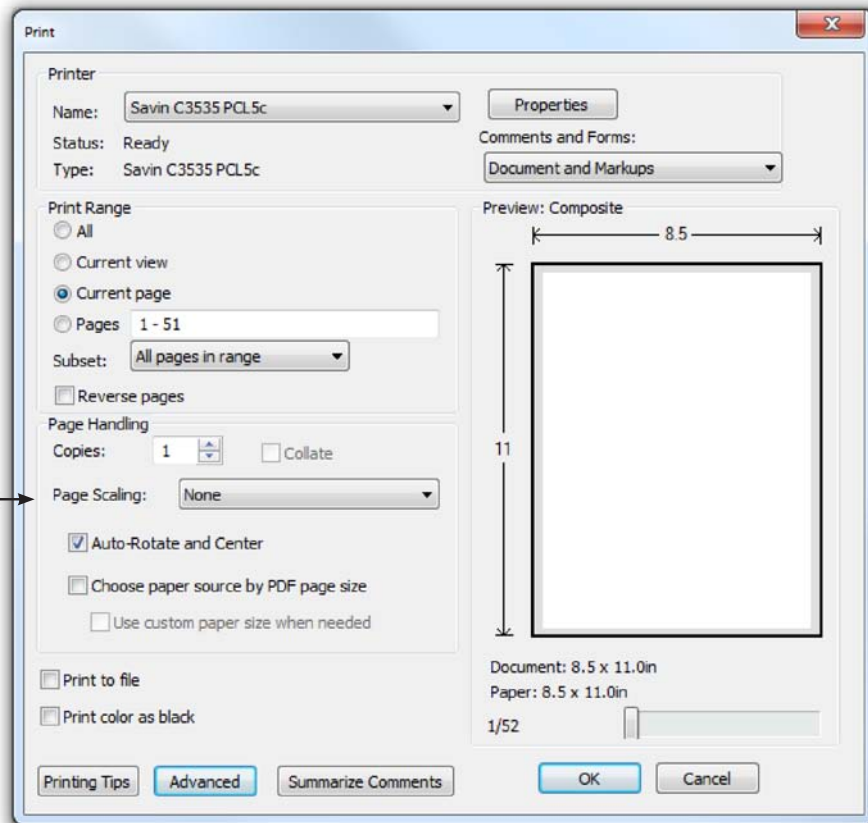 Print
Printer
Name: Savin C3535 PCL5c Properties
Status: Ready Comments and Forms:
Type: Savin C3535 PCL5c Document and Markups
Print Range
All
Current view
Current page
Pages 1 - 51
Subset: All pages in range
Reverse pages
Page Handling
Copies: 1 Collate
Page Scaling: None
Auto-Rotate and Center
Choose paper source by PDF page size
Use custom paper size when needed
Print to file
Print color as black
Preview: Composite
8.5
11
Document: 8.5 x 11.0in
Paper: 8.5 x 11.0in
1/52
Printing Tips Advanced Summarize Comments OK Cancel